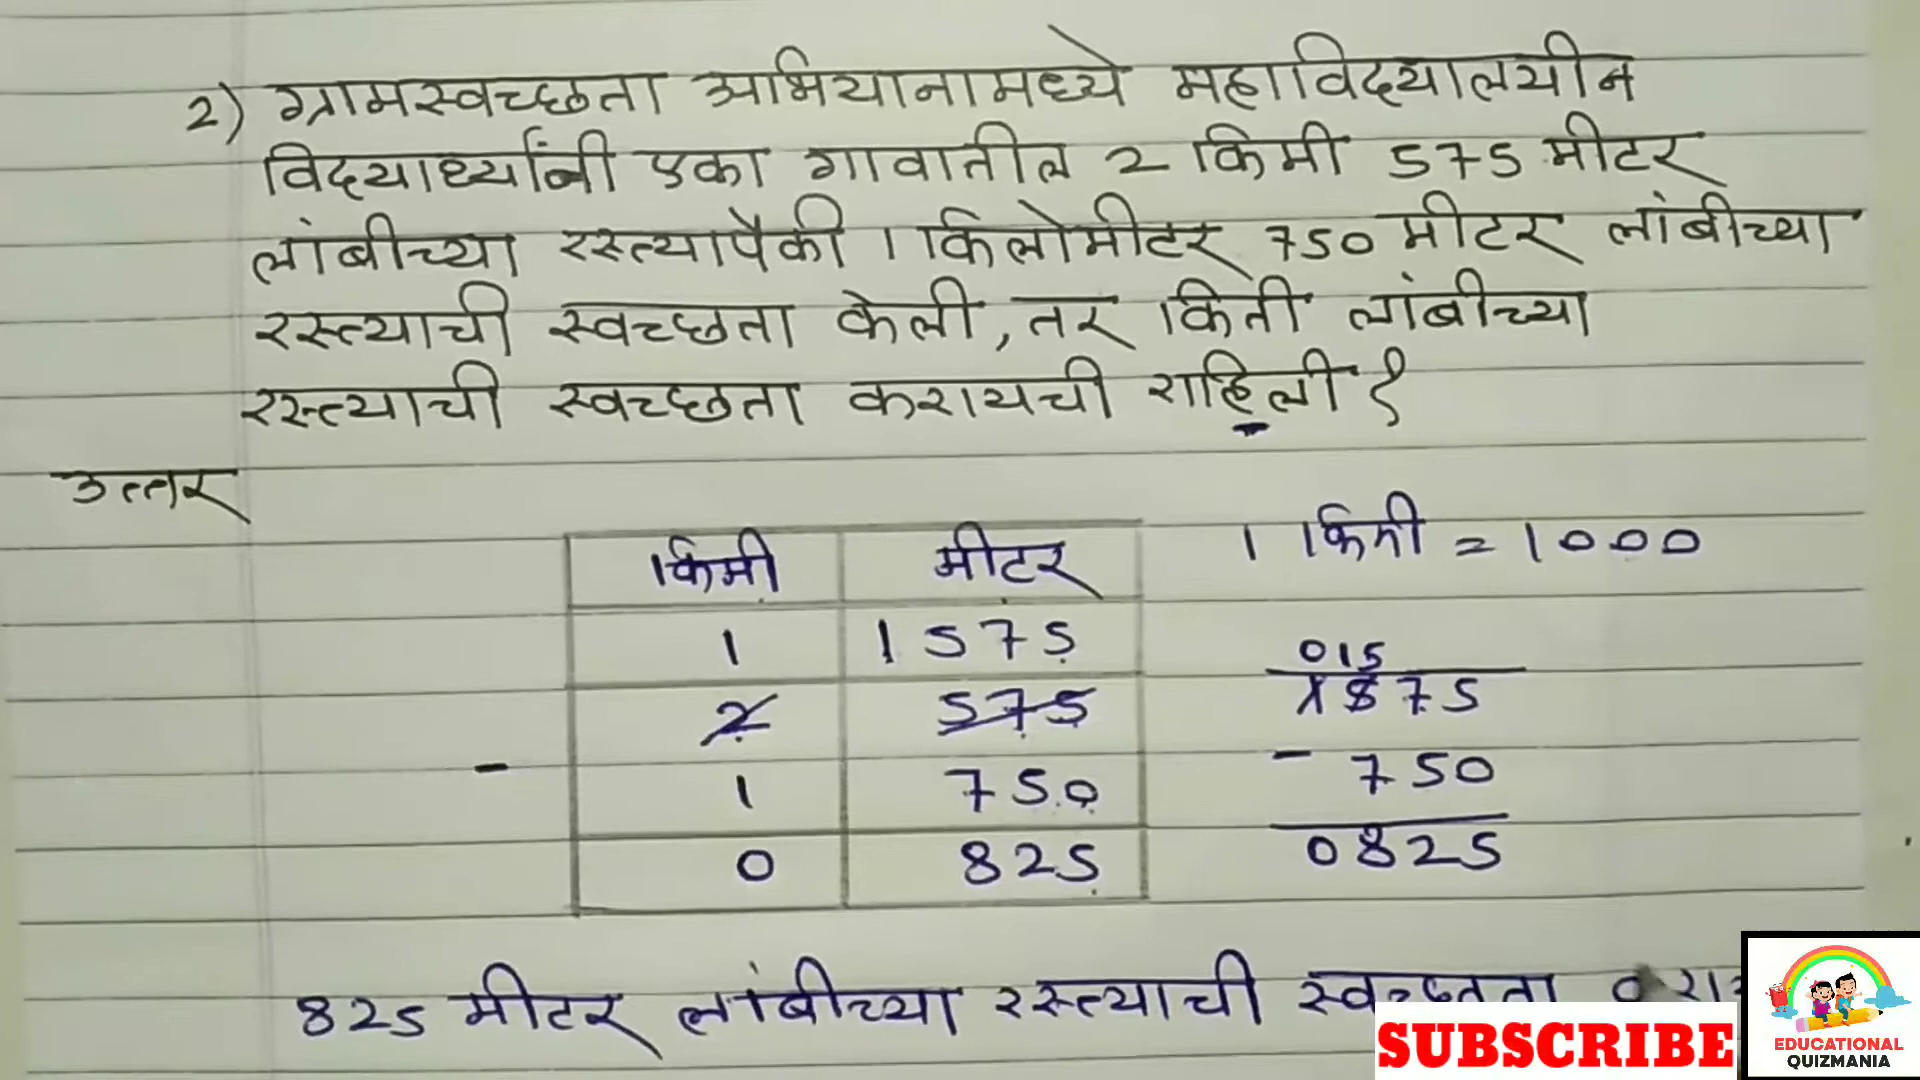 2) ग्रामस्वच्छता अभियानामध्ये महाविद्यालयीन
विद्यार्थ्यांनी एका गावातील 2 किमी 575 मीटर
लांबीच्या रस्त्यापैकी 1 किलोमीटर 750 मीटर लांबीच्या
रस्त्याची स्वच्छता केली, तर किती लांबीच्या
रस्त्याची स्वच्छता करायची राहिली ?
उत्तर
किमी मीटर 1 किमी = 1000
1 1575 015
2 575 1575
- 1 750 - 750
0 825 0825
825 मीटर लांबीच्या रस्त्याची स्वच्छता
SUBSCRIBE
EDUCATIONAL
QUIZMANIA